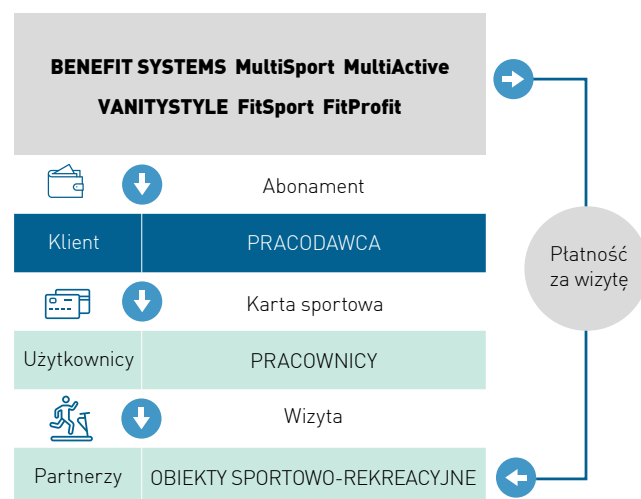 BENEFIT SYSTEMS MultiSport MultiActive
VANITYSTYLE FitSport FitProfit
Abonament
Klient PRACODAWCA
Karta sportowa
Użytkownicy PRACOWNICY
Wizyta
Partnerzy OBIEKTY SPORTOWO-REKREACYJNE
Płatność
za wizytę